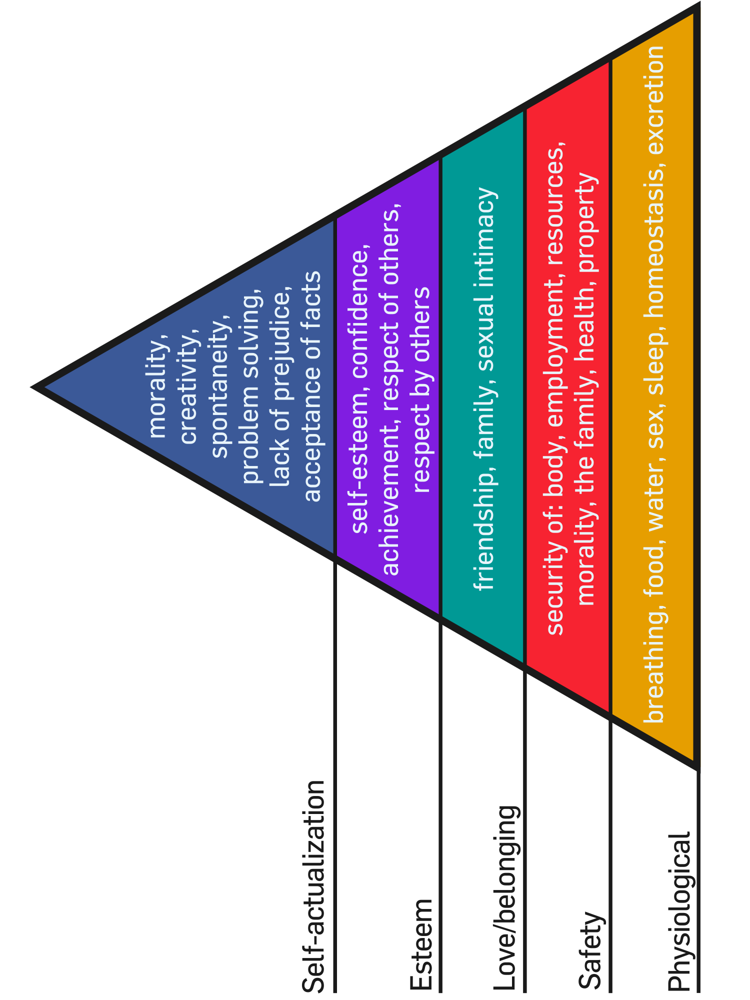 morality,
creativity,
spontaneity,
problem solving,
lack of prejudice,
acceptance of facts
Self-actualization
self-esteem, confidence,
achievement, respect of others,
respect by others
Esteem
friendship, family, sexual intimacy
Love/belonging
security of: body, employment, resources,
morality, the family, health, property
Safety
breathing, food, water, sex, sleep, homeostasis, excretion
Physiological